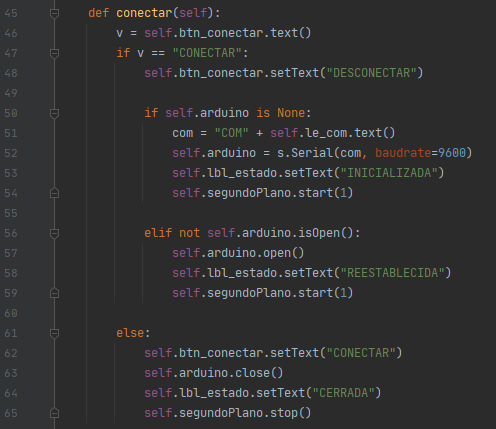 45 def conectar(self):
46 v = self.btn_conectar.text()
47 if v == "CONECTAR":
48 self.btn_conectar.setText("DESCONECTAR")
49
50 if self.arduino is None:
51 com = "COM" + self.le_com.text()
52 self.arduino = s.Serial(com, baudrate=9600)
53 self.lbl_estado.setText("INICIALIZADA")
54 self.segundoPlano.start(1)
55
56 elif not self.arduino.isOpen():
57 self.arduino.open()
58 self.lbl_estado.setText("REESTABLECIDA")
59 self.segundoPlano.start(1)
60
61 else:
62 self.btn_conectar.setText("CONECTAR")
63 self.arduino.close()
64 self.lbl_estado.setText("CERRADA")
65 self.segundoPlano.stop()